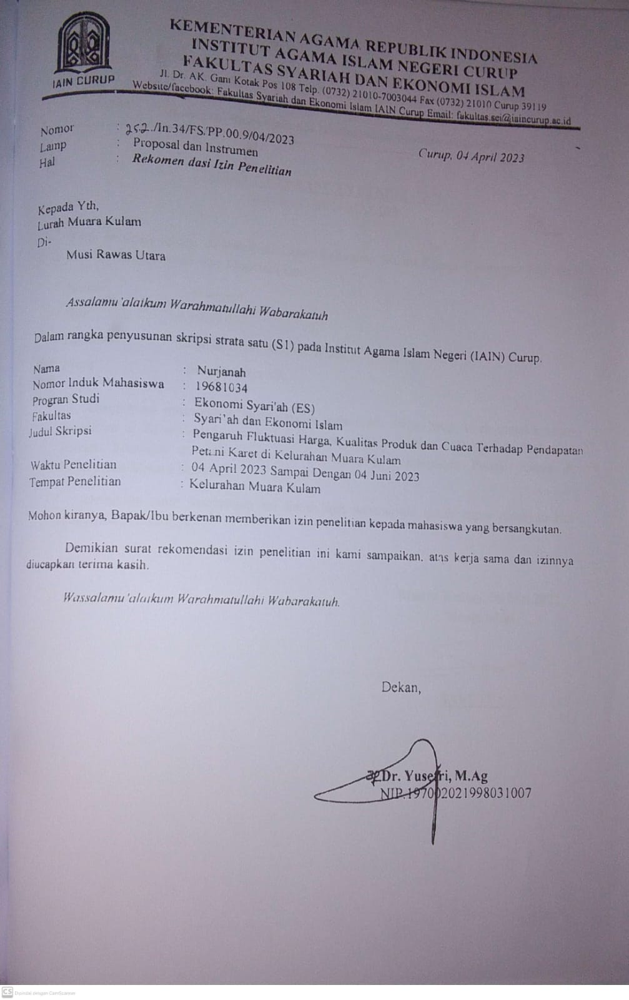 IAIN CURUP
KEMENTERIAN AGAMA REPUBLIK INDONESIA
INSTITUT AGAMA ISLAM NEGERI CURUP
FAKULTAS SYARIAH DAN EKONOMI ISLAM
Jl. Dr. AK. Gani Kotak Pos 108 Telp. (0732) 21010-7003044 Fax (0732) 21010 Curup 39119
Website/facebook: Fakultas Syariah dan Ekonomi Islam IAIN Curup Email: fakultas.sei@iaincurup.ac.id
Nomor : 252./In.34/FS/PP.00.9/04/2023
Curup, 04 April 2023
Lamp : Proposal dan Instrumen
Hal : Rekomen dasi Izin Penelitian
Kepada Yth,
Lurah Muara Kulam
Di-
Musi Rawas Utara
Assalamu'alaikum Warahmatullahi Wabarakatuh
Dalam rangka penyusunan skripsi strata satu (S1) pada Institut Agama Islam Negeri (IAIN) Curup.
Nama : Nurjanah
Nomor Induk Mahasiswa : 19681034
Progran Studi : Ekonomi Syari'ah (ES)
Fakultas : Syari'ah dan Ekonomi Islam
Judul Skripsi : Pengaruh Fluktuasi Harga, Kualitas Produk dan Cuaca Terhadap Pendapatan
Petani Karet di Kelurahan Muara Kulam
Waktu Penelitian : 04 April 2023 Sampai Dengan 04 Juni 2023
Tempat Penelitian : Kelurahan Muara Kulam
Mohon kiranya, Bapak/Ibu berkenan memberikan izin penelitian kepada mahasiswa yang bersangkutan.
Demikian surat rekomendasi izin penelitian ini kami sampaikan, atas kerja sama dan izinnya
diucapkan terima kasih.
Wassalamu'alaikum Warahmatullahi Wabarakatuh.
Dekan,
Dr. Yusefri, M.Ag
NIP.197002021998031007
CS Dipindai dengan CamScanner